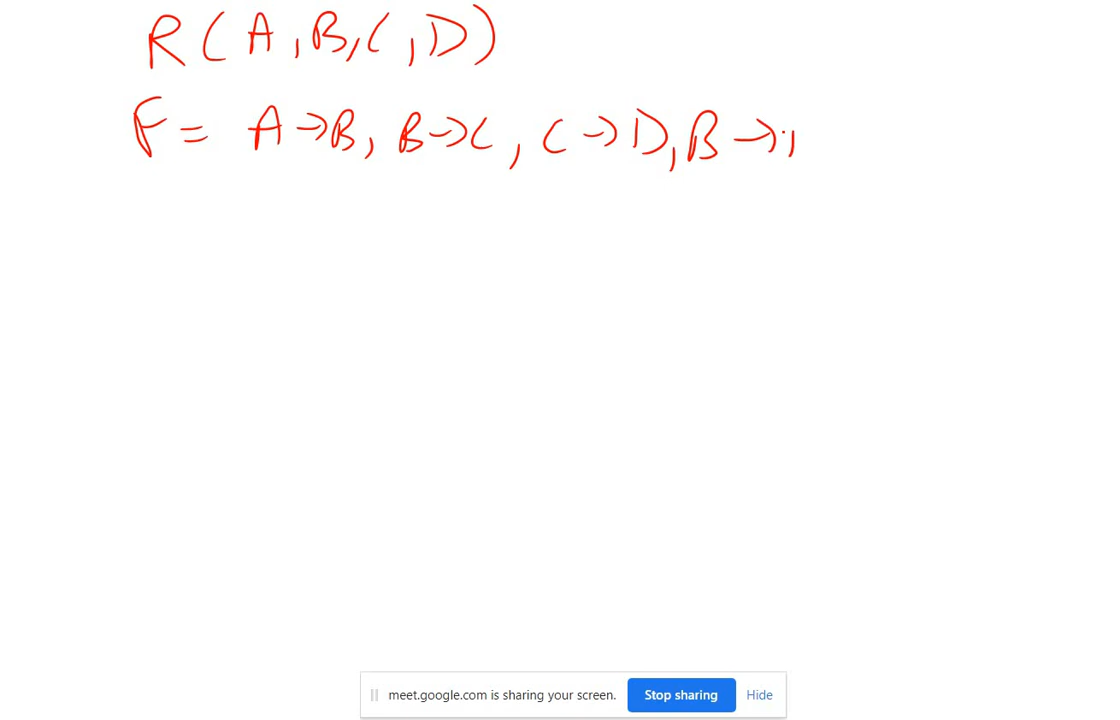 R(A,B,C,D)
F = A→B, B→C, C→D, B→
meet.google.com is sharing your screen. Stop sharing Hide